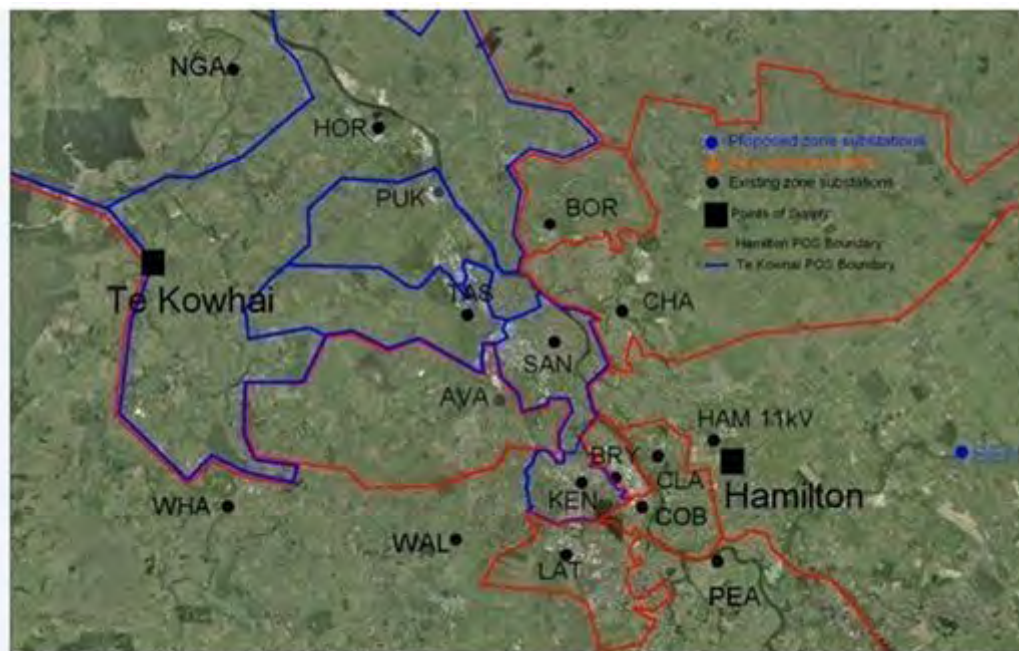 NGA
HOR
Proposed zone substations
PUK
Existing zone substations
BOR
Points of Supply
Hamilton POS Boundary
Te Kowhai POS Boundary
Te Kowhai
TAS
CHA
SAN
AVA
HAM 11kV
BRY
CLA
KEN
Hamilton
WHA
COB
WAL
LAT
PEA